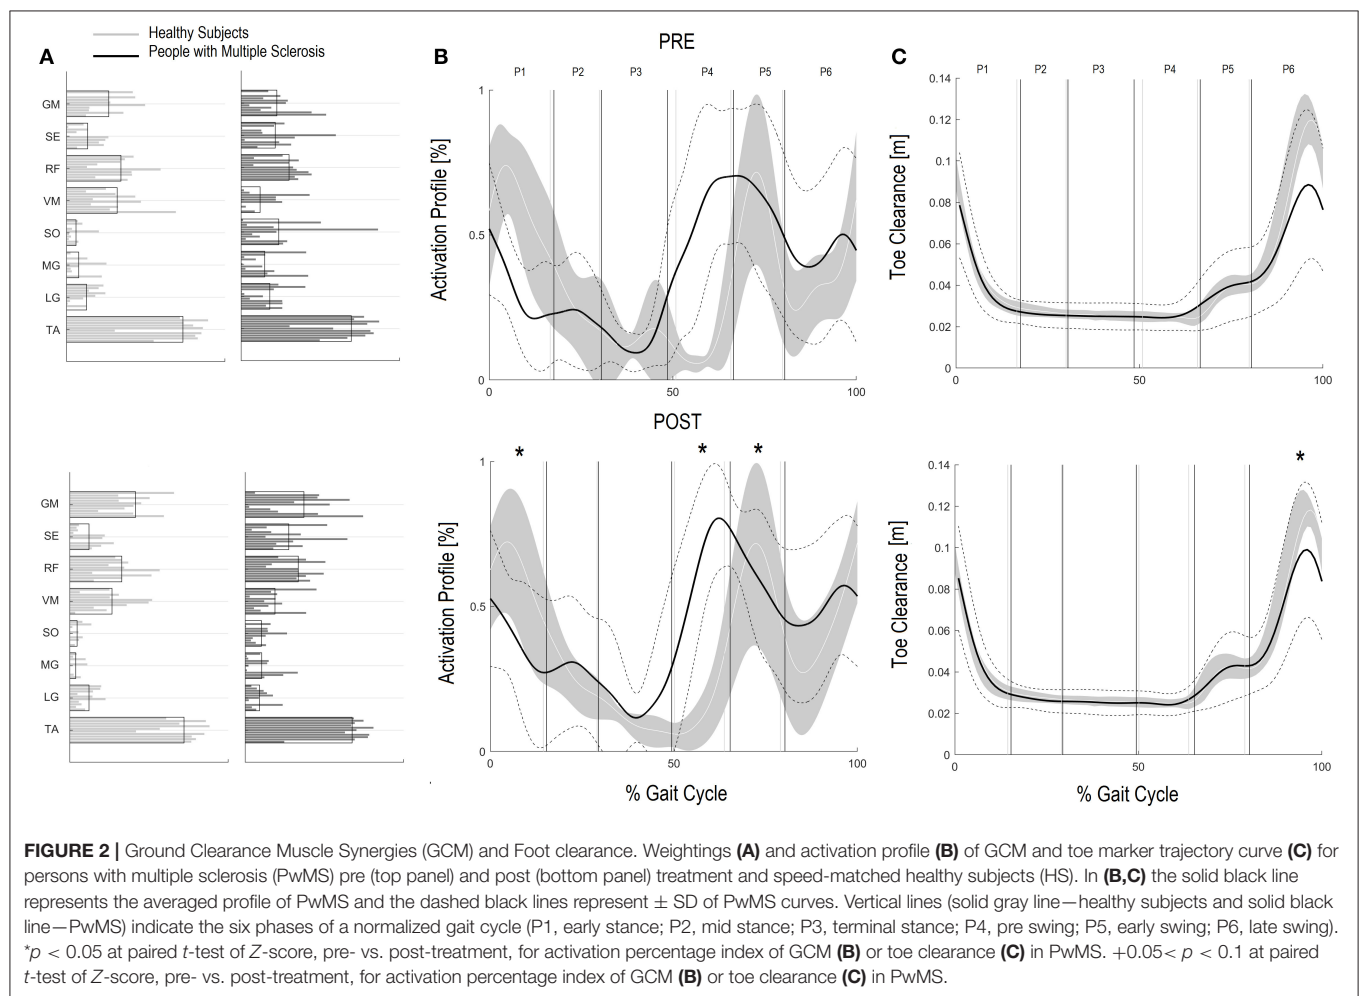 Healthy Subjects
People with Multiple Sclerosis
A
GM
SE
RF
VM
SO
MG
LG
TA
B
PRE
P1 P2 P3 P4 P5 P6
Activation Profile [%]
1
0.5
0
0 50 100
C
P1 P2 P3 P4 P5 P6
Toe Clearance [m]
0.14
0.12
0.1
0.08
0.06
0.04
0.02
0
0 50 100
GM
SE
RF
VM
SO
MG
LG
TA
POST
* * *
Activation Profile [%]
1
0.5
0
0 50 100
% Gait Cycle
*
Toe Clearance [m]
0.14
0.12
0.1
0.08
0.06
0.04
0.02
0
0 50 100
% Gait Cycle
FIGURE 2 | Ground Clearance Muscle Synergies (GCM) and Foot clearance. Weightings (A) and activation profile (B) of GCM and toe marker trajectory curve (C) for
persons with multiple sclerosis (PwMS) pre (top panel) and post (bottom panel) treatment and speed-matched healthy subjects (HS). In (B,C) the solid black line
represents the averaged profile of PwMS and the dashed black lines represent ± SD of PwMS curves. Vertical lines (solid gray line—healthy subjects and solid black
line—PwMS) indicate the six phases of a normalized gait cycle (P1, early stance; P2, mid stance; P3, terminal stance; P4, pre swing; P5, early swing; P6, late swing).
*p < 0.05 at paired t-test of Z-score, pre- vs. post-treatment, for activation percentage index of GCM (B) or toe clearance (C) in PwMS. +0.05< p < 0.1 at paired
t-test of Z-score, pre- vs. post-treatment, for activation percentage index of GCM (B) or toe clearance (C) in PwMS.